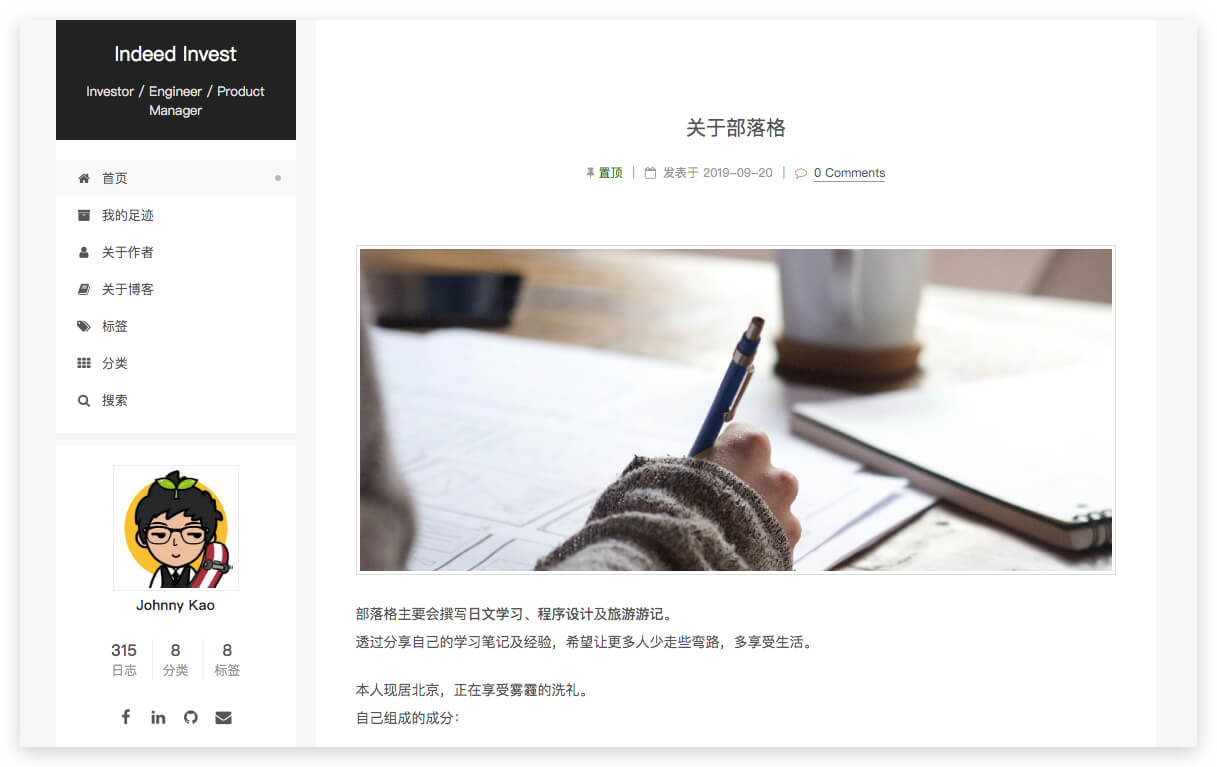 Indeed Invest
Investor / Engineer / Product
Manager
首页
我的足迹
关于作者
关于博客
标签
分类
搜索
Johnny Kao
315
日志
8
分类
8
标签
关于部落格
置顶 | 发表于 2019-09-20 | 0 Comments
部落格主要会撰写日文学习、程序设计及旅游游记。
透过分享自己的学习笔记及经验，希望让更多人少走些弯路，多享受生活。
本人现居北京，正在享受雾霾的洗礼。
自己组成的成分：